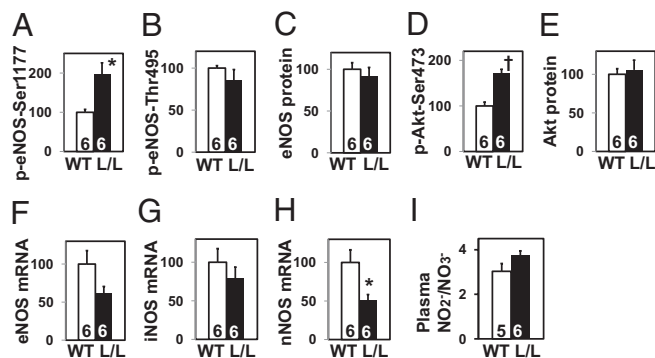 A
p-eNOS-Ser1177
200
100
0
*
6 6
WT L/L
B
p-eNOS-Thr495
100
50
0
6 6
WT L/L
C
eNOS protein
100
50
0
6 6
WT L/L
D
p-Akt-Ser473
200
100
0
†
6 6
WT L/L
E
Akt protein
100
50
0
6 6
WT L/L
F
eNOS mRNA
100
50
0
6 6
WT L/L
G
iNOS mRNA
100
50
0
6 6
WT L/L
H
nNOS mRNA
100
50
0
*
6 6
WT L/L
I
Plasma
NO2-/NO3-
4
2
0
5 6
WT L/L